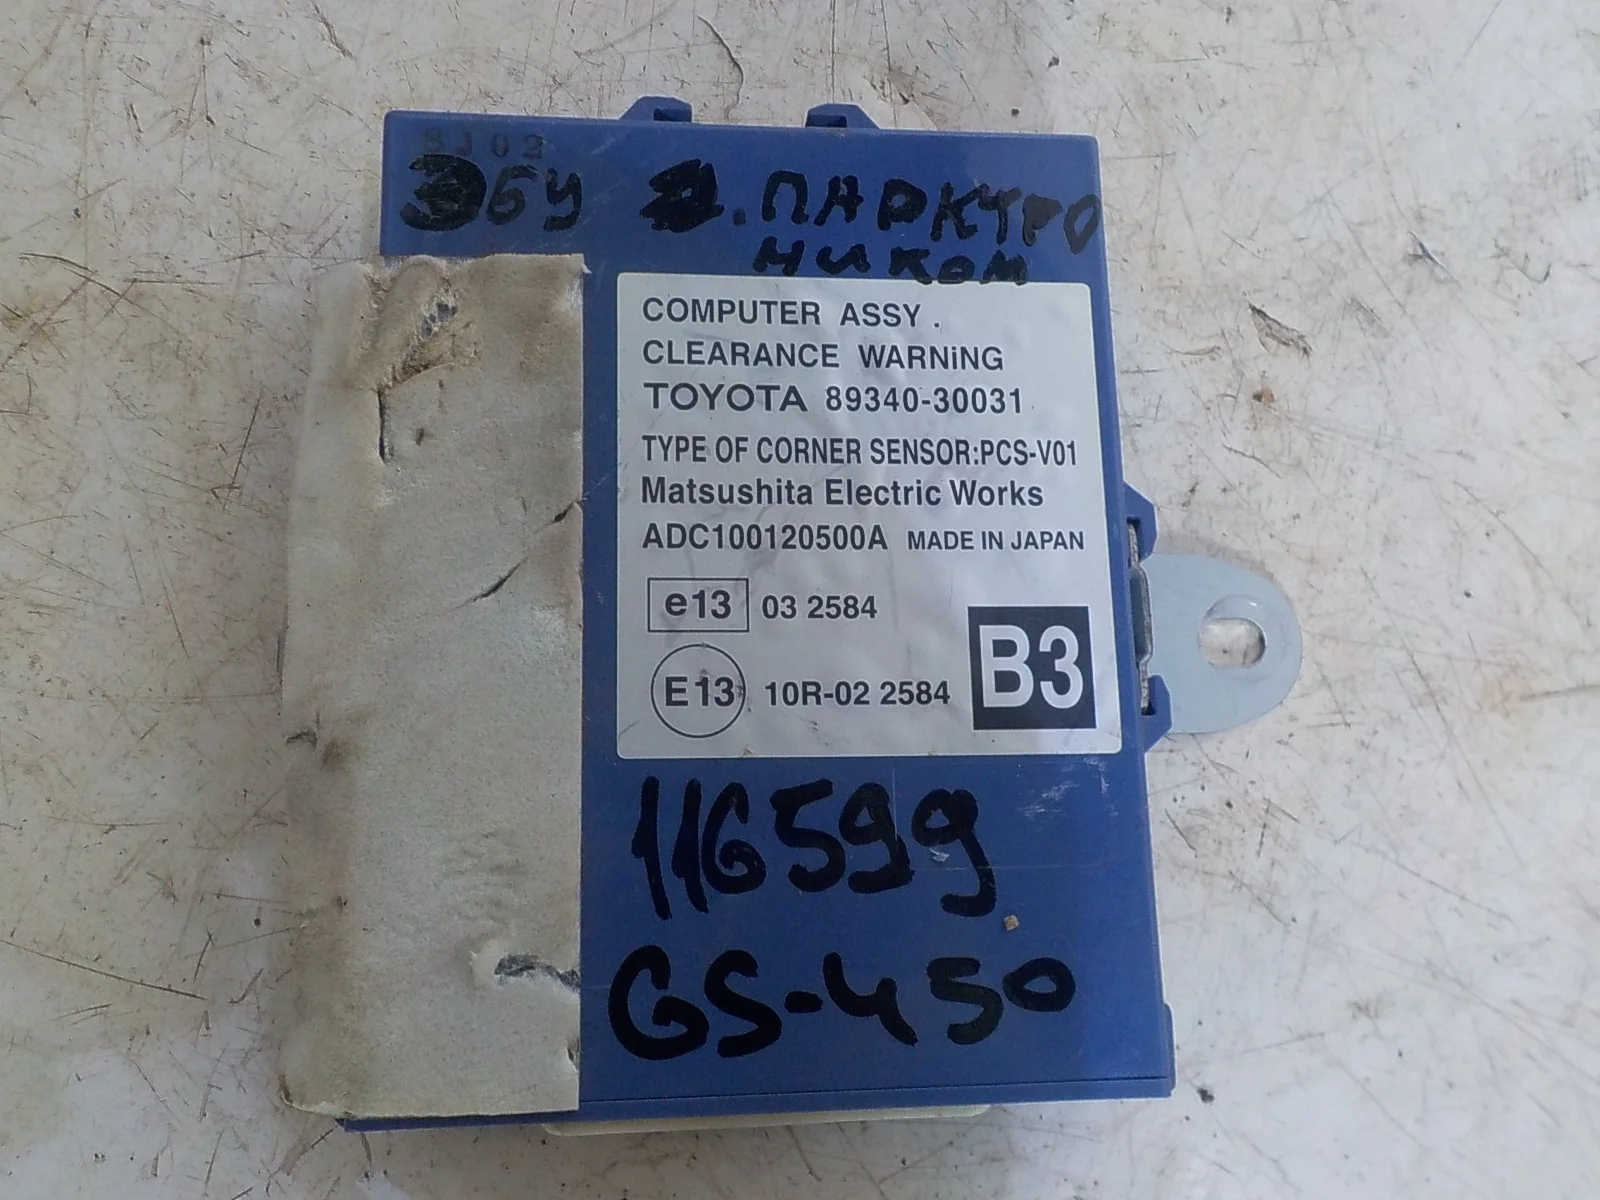 8J02
ЭБУ . ПАРКТРО
НИКОМ
COMPUTER ASSY .
CLEARANCE WARNiNG
TOYOTA 89340-30031
TYPE OF CORNER SENSOR:PCS-V01
Matsushita Electric Works
ADC100120500A MADE IN JAPAN
e13 03 2584
E13 10R-02 2584
B3
116599
GS-450